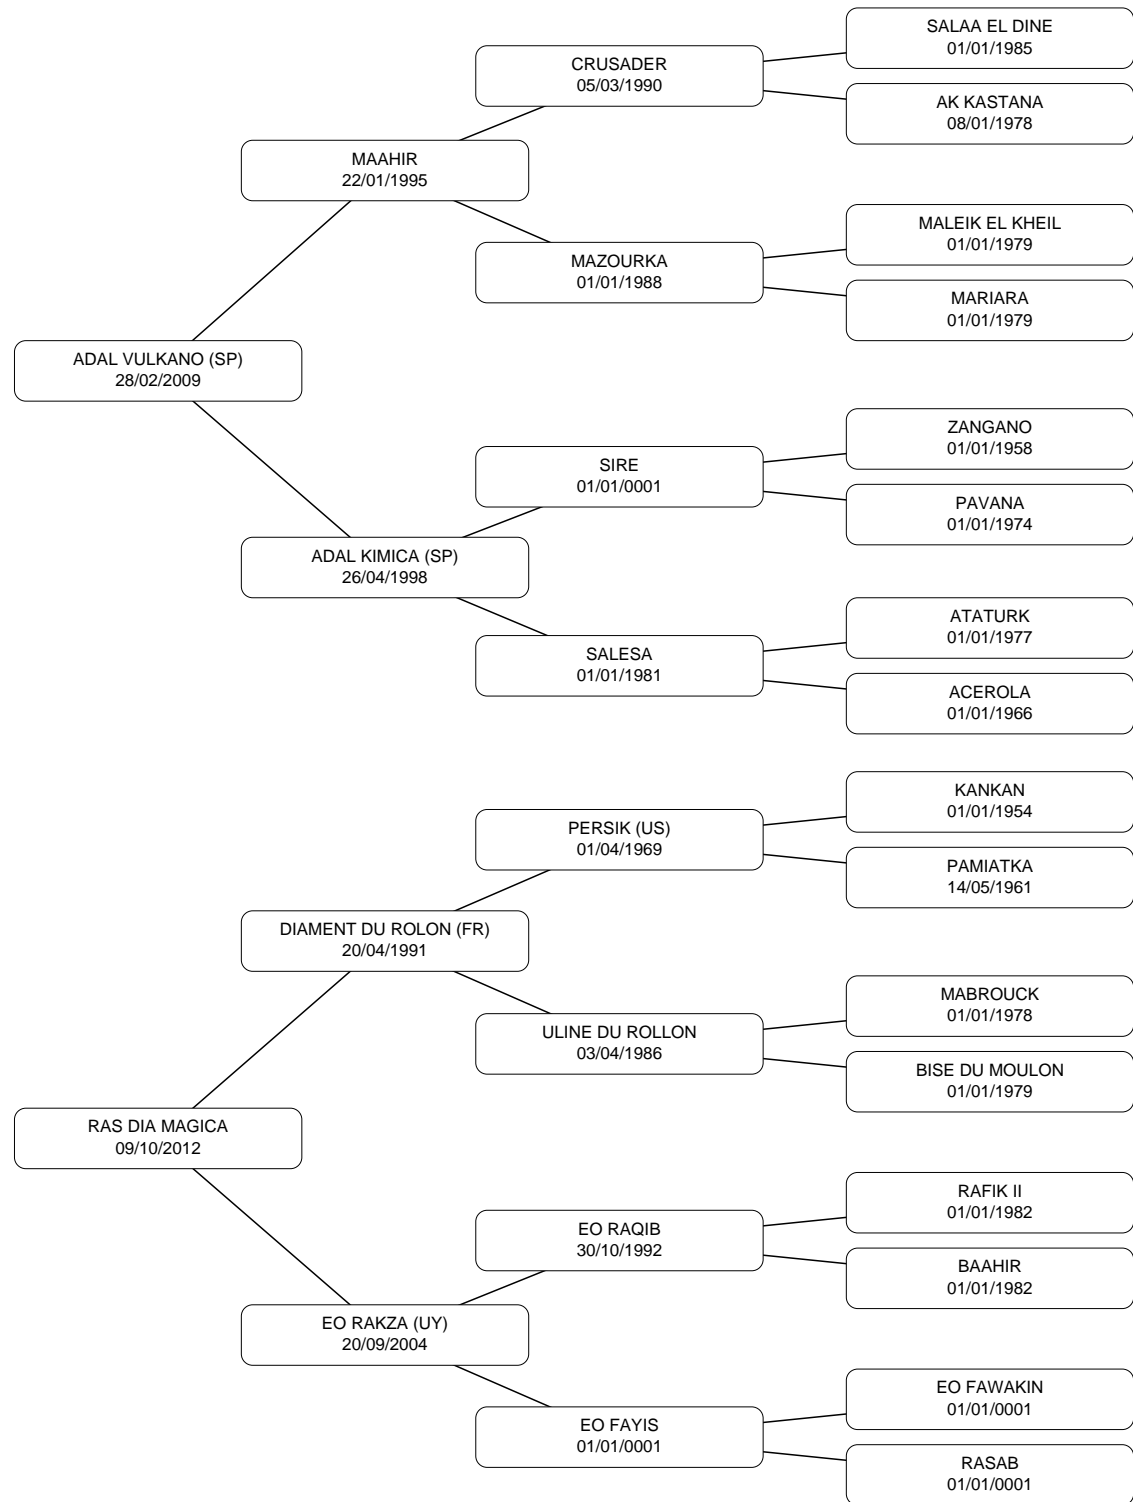 SALAA EL DINE
01/01/1985
CRUSADER
05/03/1990
AK KASTANA
08/01/1978
MAAHIR
22/01/1995
MALEIK EL KHEIL
01/01/1979
MAZOURKA
01/01/1988
MARIARA
01/01/1979
ADAL VULKANO (SP)
28/02/2009
ZANGANO
01/01/1958
SIRE
01/01/0001
PAVANA
01/01/1974
ADAL KIMICA (SP)
26/04/1998
ATATURK
01/01/1977
SALESA
01/01/1981
ACEROLA
01/01/1966
KANKAN
01/01/1954
PERSIK (US)
01/04/1969
PAMIATKA
14/05/1961
DIAMENT DU ROLON (FR)
20/04/1991
MABROUCK
01/01/1978
ULINE DU ROLLON
03/04/1986
BISE DU MOULON
01/01/1979
RAS DIA MAGICA
09/10/2012
RAFIK II
01/01/1982
EO RAQIB
30/10/1992
BAAHIR
01/01/1982
EO RAKZA (UY)
20/09/2004
EO FAWAKIN
01/01/0001
EO FAYIS
01/01/0001
RASAB
01/01/0001